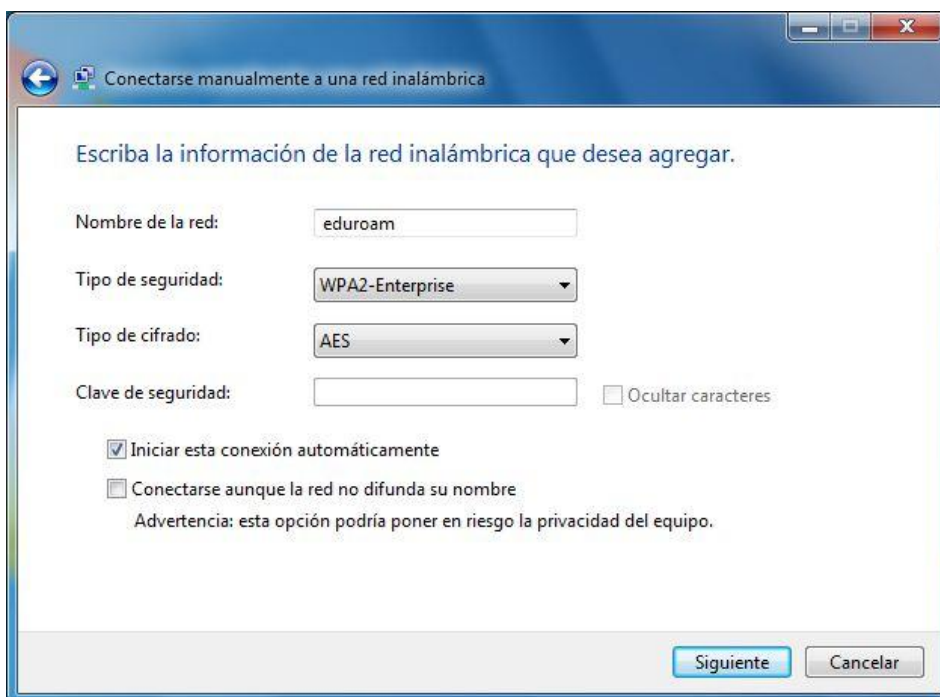 Conectarse manualmente a una red inalámbrica
Escriba la información de la red inalámbrica que desea agregar.
Nombre de la red: eduroam
Tipo de seguridad: WPA2-Enterprise
Tipo de cifrado: AES
Clave de seguridad: Ocultar caracteres
Iniciar esta conexión automáticamente
Conectarse aunque la red no difunda su nombre
Advertencia: esta opción podría poner en riesgo la privacidad del equipo.
Siguiente Cancelar